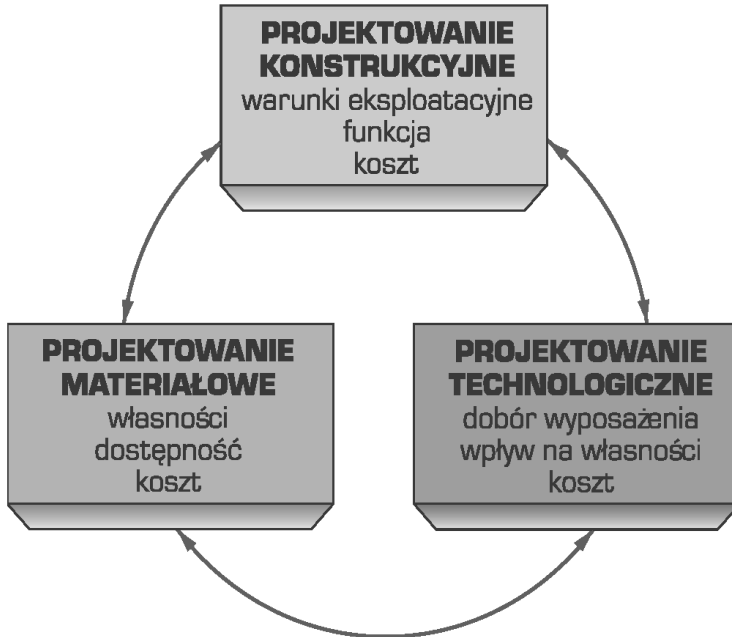 PROJEKTOWANIE
KONSTRUKCYJNE
warunki eksploatacyjne
funkcja
koszt
PROJEKTOWANIE
MATERIAŁOWE
własności
dostępność
koszt
PROJEKTOWANIE
TECHNOLOGICZNE
dobór wyposażenia
wpływ na własności
koszt